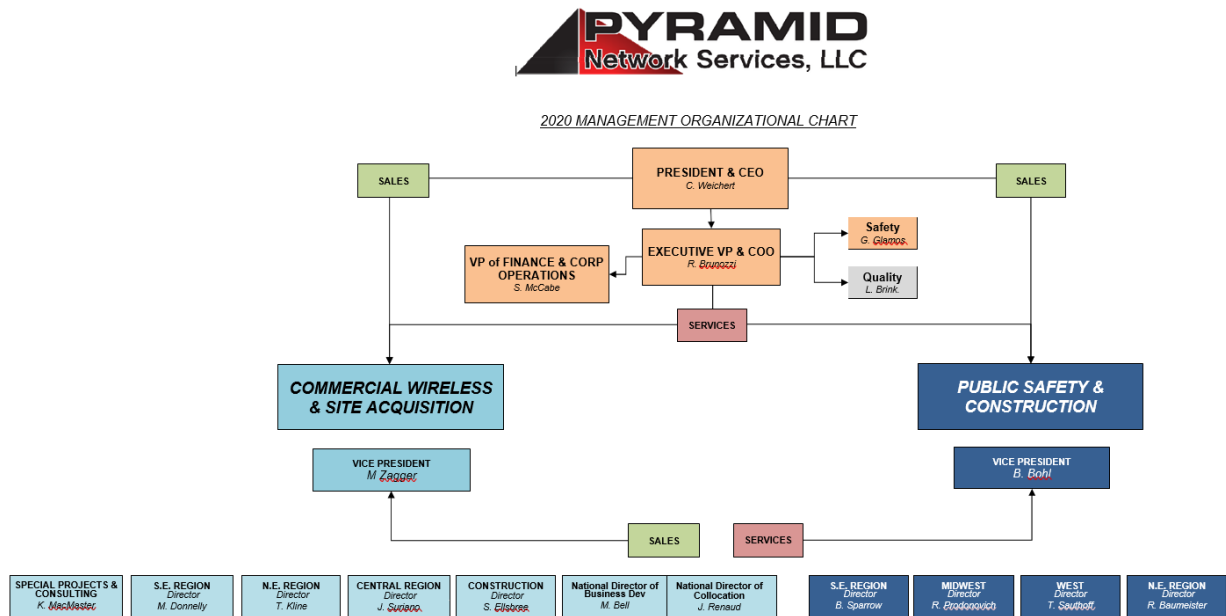 PYRAMID
Network Services, LLC
2020 MANAGEMENT ORGANIZATIONAL CHART
SALES
PRESIDENT & CEO
C. Weichert
SALES
VP of FINANCE & CORP
OPERATIONS
S. McCabe
EXECUTIVE VP & COO
R. Brunozzi
Safety
G. Glamos.
Quality
L. Brink.
SERVICES
COMMERCIAL WIRELESS
& SITE ACQUISITION
PUBLIC SAFETY &
CONSTRUCTION
VICE PRESIDENT
M Zagger
VICE PRESIDENT
B. Bohl
SALES
SERVICES
SPECIAL PROJECTS &
CONSULTING
K. MacMaster
S.E. REGION
Director
M. Donnelly
N.E. REGION
Director
T. Kline
CENTRAL REGION
Director
J. Suriano.
CONSTRUCTION
Director
S. Ellsbree
National Director of
Business Dev
M. Bell
National Director of
Collocation
J. Renaud
S.E. REGION
Director
B. Sparrow
MIDWEST
Director
R. Prodonovich
WEST
Director
T. Sauthoff.
N.E. REGION
Director
R. Baumeister